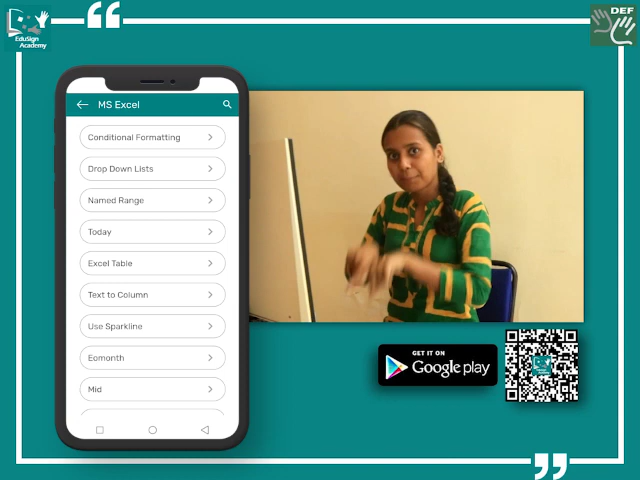 EduSign
Academy
DEF
MS Excel
Conditional Formatting
Drop Down Lists
Named Range
Today
Excel Table
Text to Column
Use Sparkline
Eomonth
Mid
GET IT ON
Google play